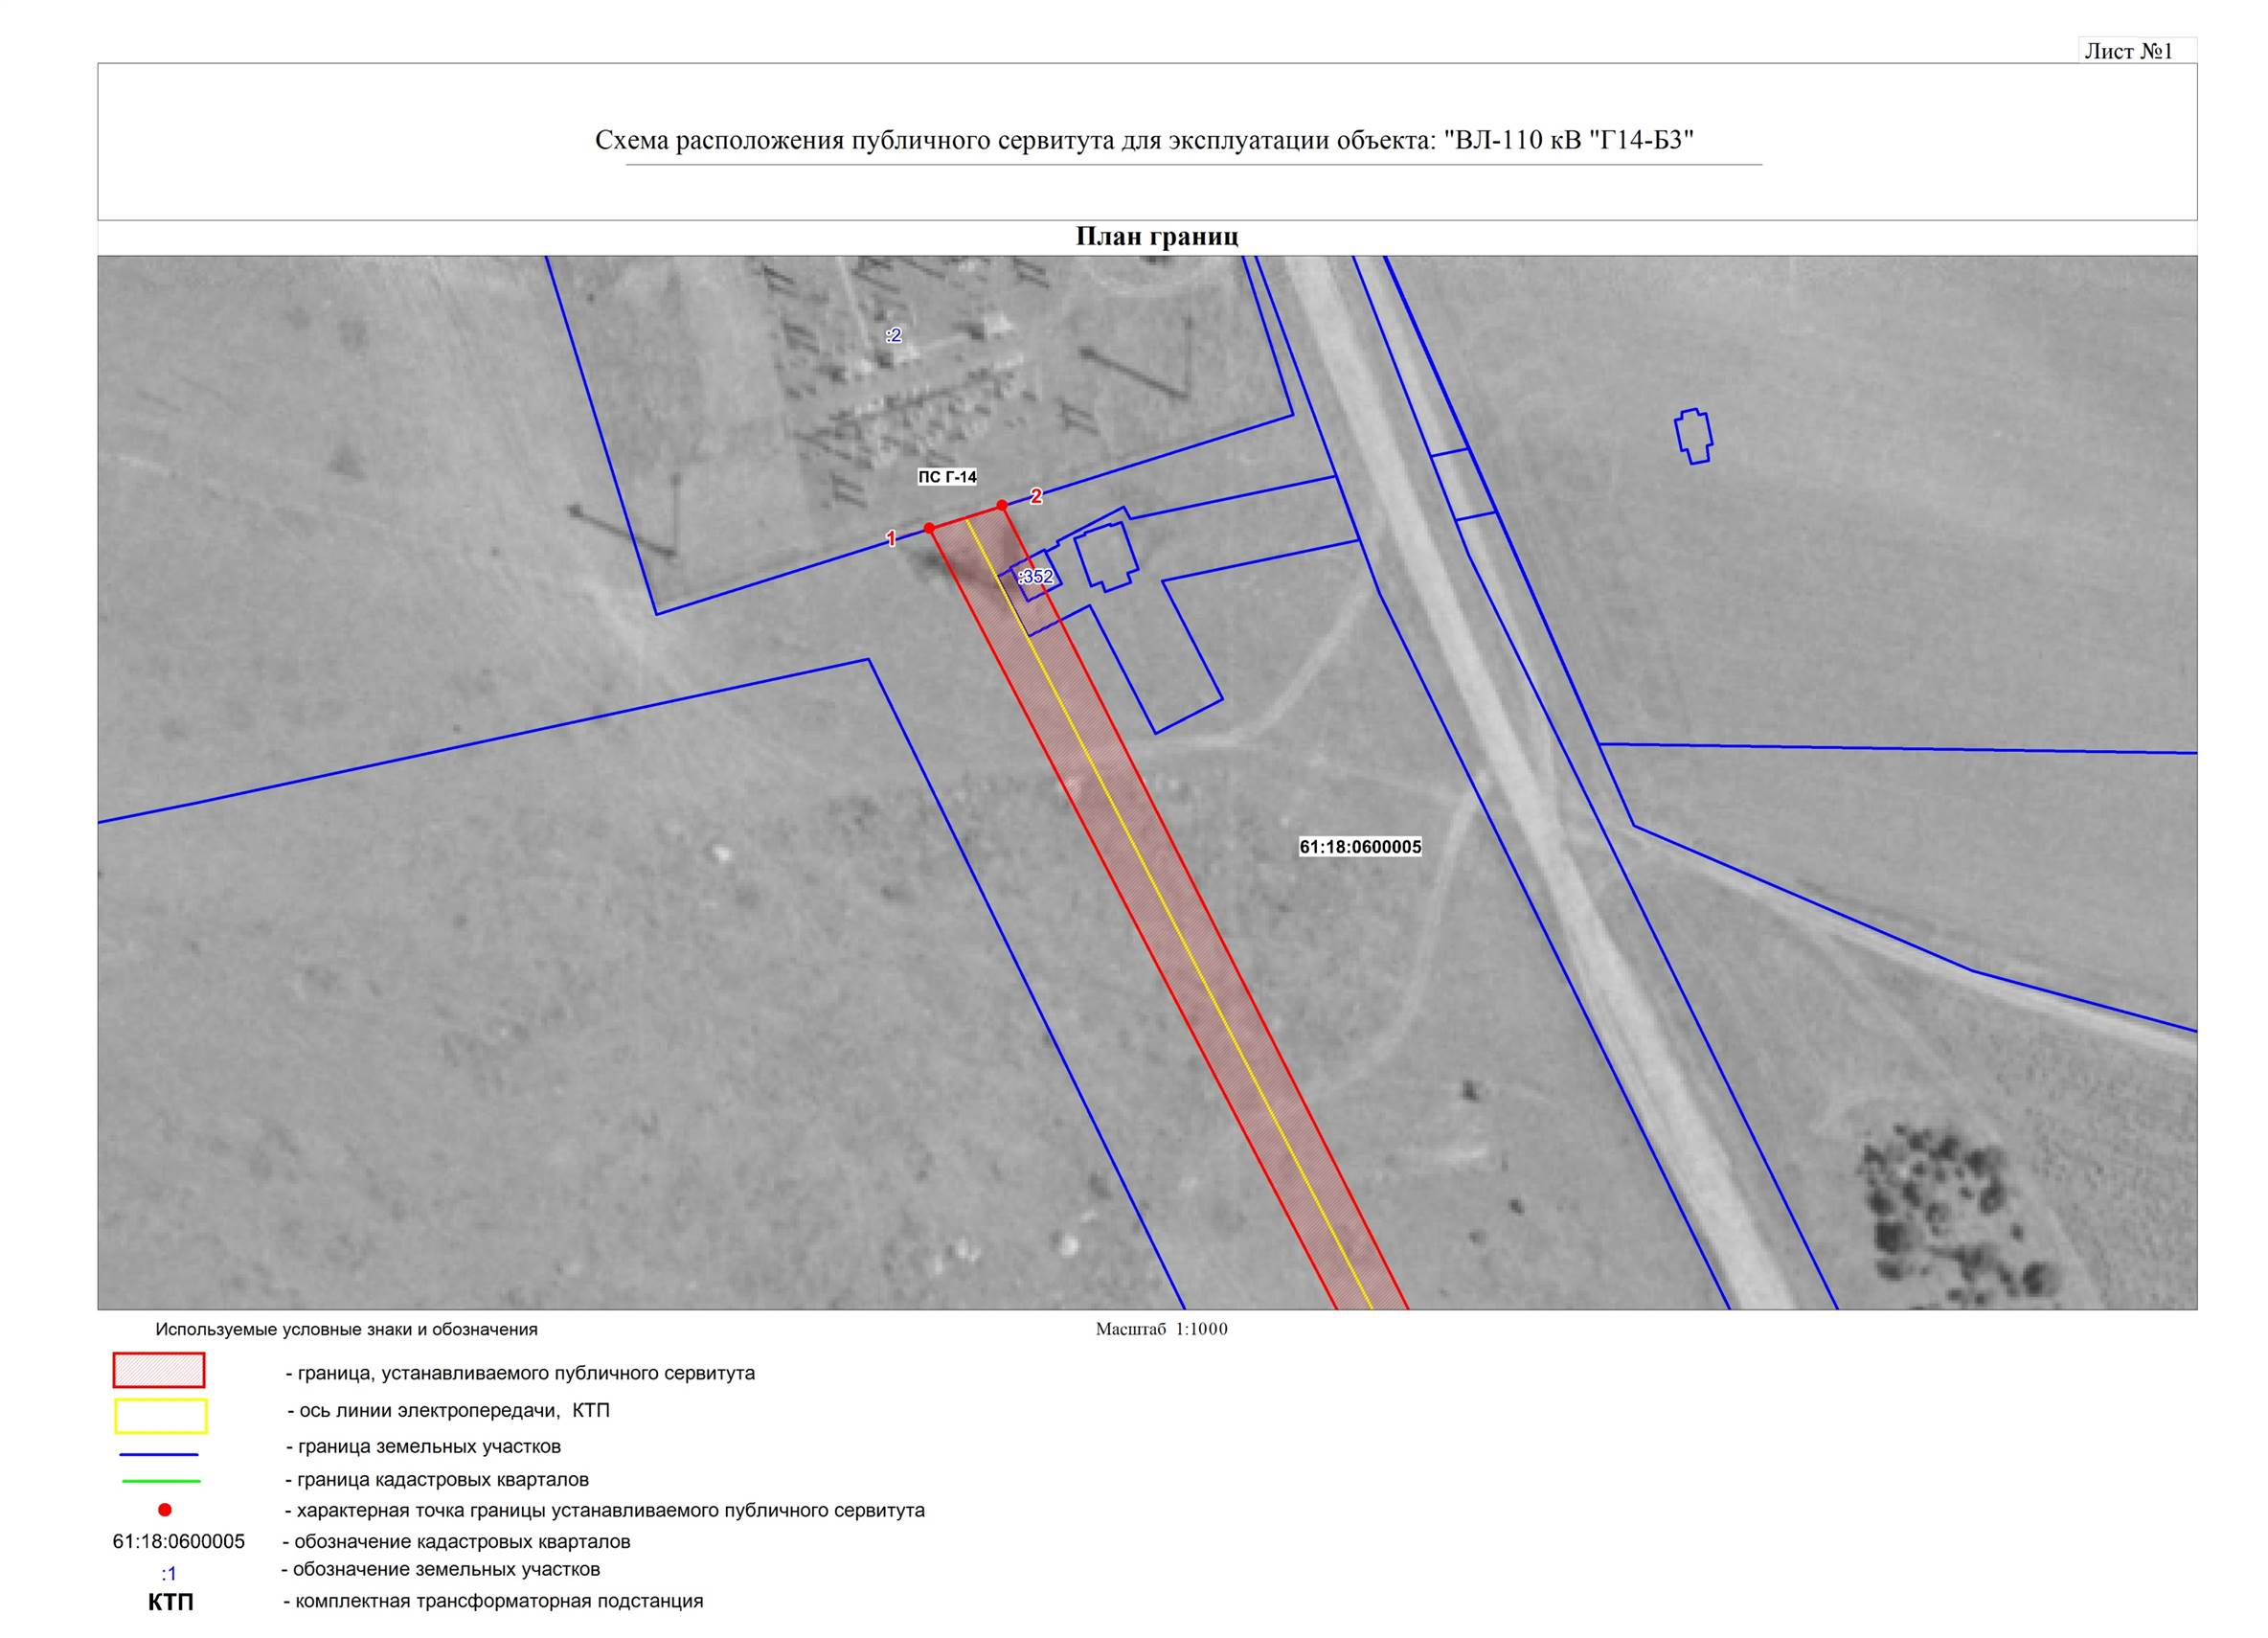 Лист №1
Схема расположения публичного сервитута для эксплуатации объекта: "ВЛ-110 кВ "Г14-Б3"
План границ
:2
ПС Г-14
2
1
:352
61:18:0600005
Используемые условные знаки и обозначения
Масштаб 1:1000
- граница, устанавливаемого публичного сервитута
- ось линии электропередачи, КТП
- граница земельных участков
- граница кадастровых кварталов
- характерная точка границы устанавливаемого публичного сервитута
61:18:0600005 - обозначение кадастровых кварталов
:1 - обозначение земельных участков
КТП - комплектная трансформаторная подстанция